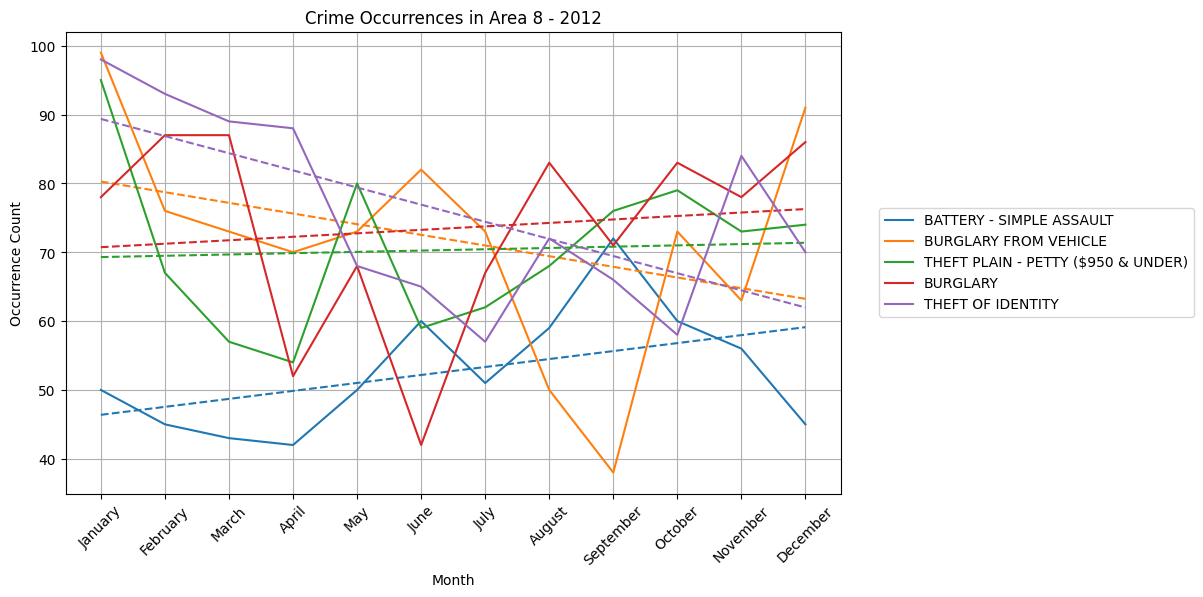 Crime Occurrences in Area 8 - 2012
Occurrence Count
100
90
80
70
60
50
40
January
February
March
April
May
June
July
August
September
October
November
December
Month
BATTERY - SIMPLE ASSAULT
BURGLARY FROM VEHICLE
THEFT PLAIN - PETTY ($950 & UNDER)
BURGLARY
THEFT OF IDENTITY